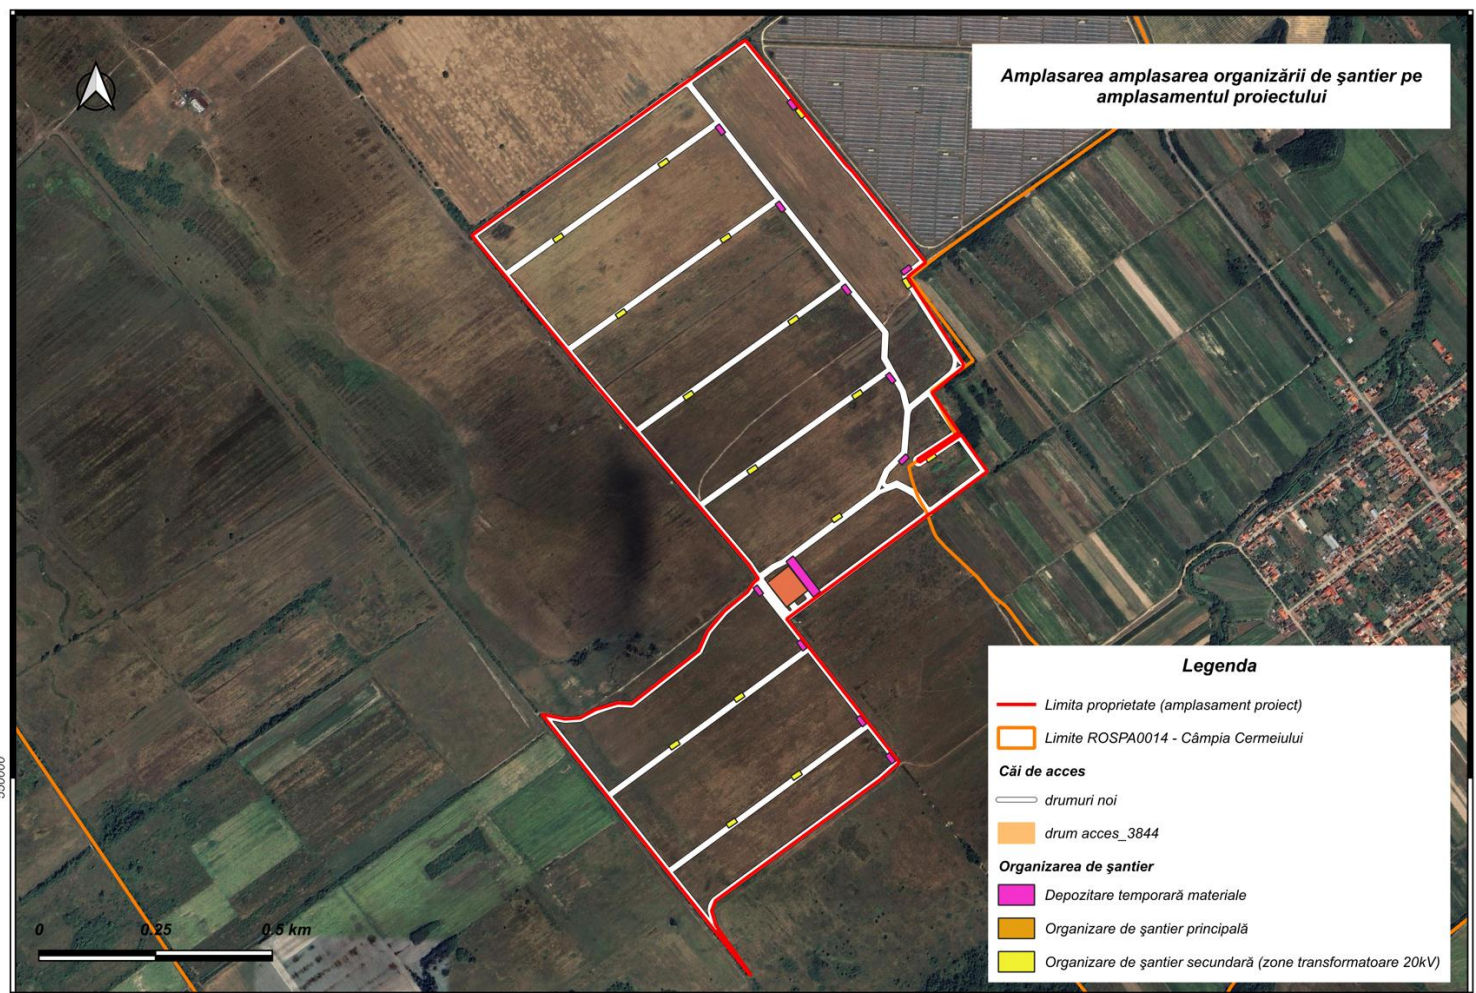 Amplasarea amplasarea organizării de şantier pe
amplasamentul proiectului
Legenda
Limita proprietate (amplasament proiect)
Limite ROSPA0014 - Câmpia Cermeiului
Căi de acces
drumuri noi
drum acces_3844
Organizarea de şantier
Depozitare temporară materiale
Organizare de şantier principală
Organizare de şantier secundară (zone transformatoare 20kV)
0 0.25 0.5 km